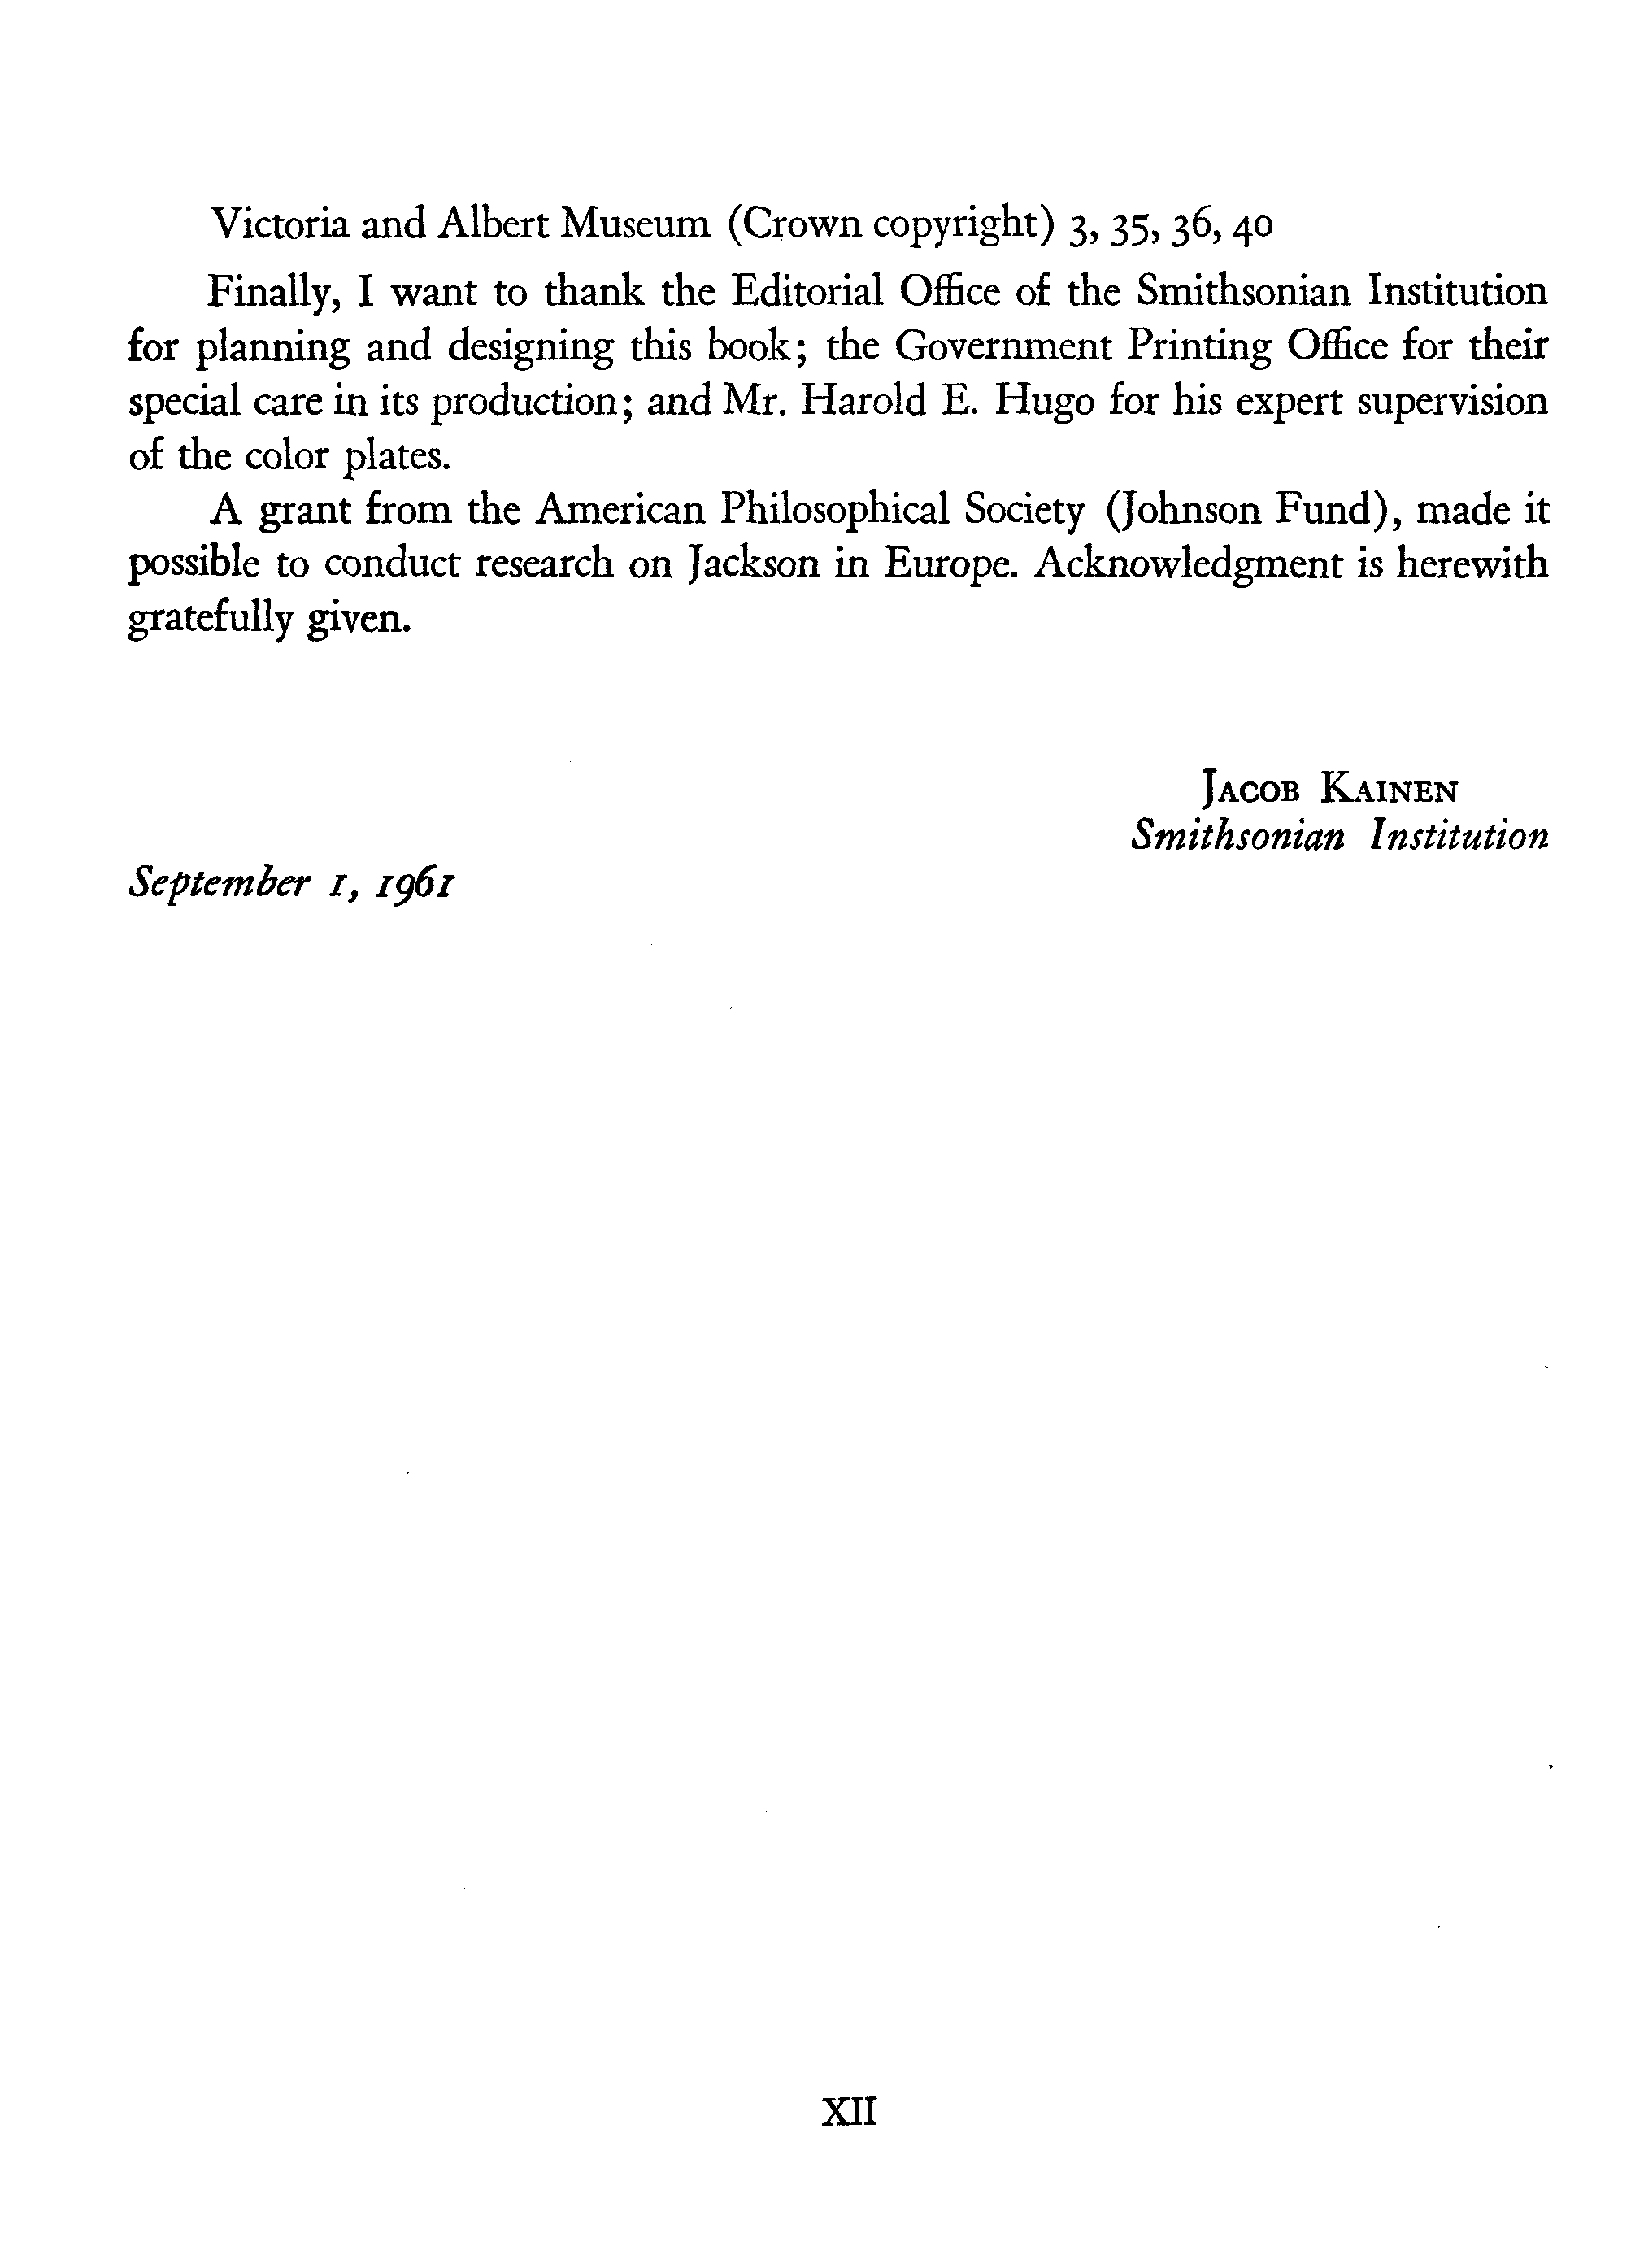 Victoria and Albert Museum (Crown copyright) 3, 35, 36, 40
Finally, I want to thank the Editorial Office of the Smithsonian Institution
for planning and designing this book; the Government Printing Office for their
special care in its production; and Mr. Harold E. Hugo for his expert supervision
of the color plates.
A grant from the American Philosophical Society (Johnson Fund), made it
possible to conduct research on Jackson in Europe. Acknowledgment is herewith
gratefully given.
JACOB KAINEN
Smithsonian Institution
September 1, 1961
XII